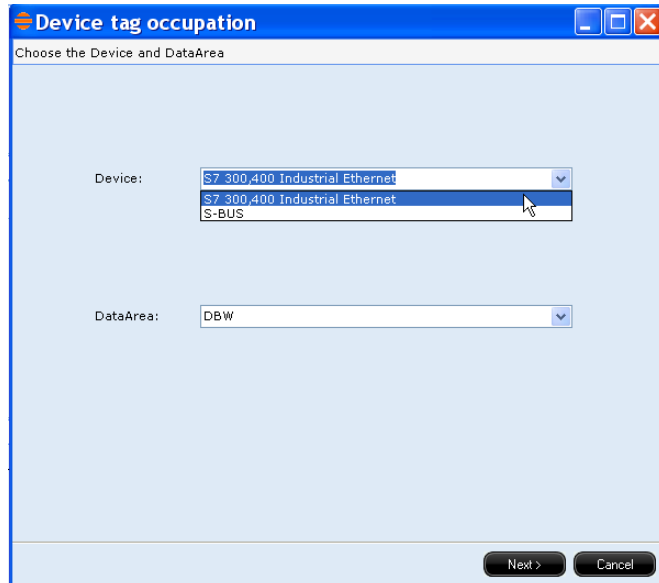 Device tag occupation
Choose the Device and DataArea
Device:
S7 300,400 Industrial Ethernet
S7 300,400 Industrial Ethernet
S-BUS
DataArea:
DBW
Next >
Cancel